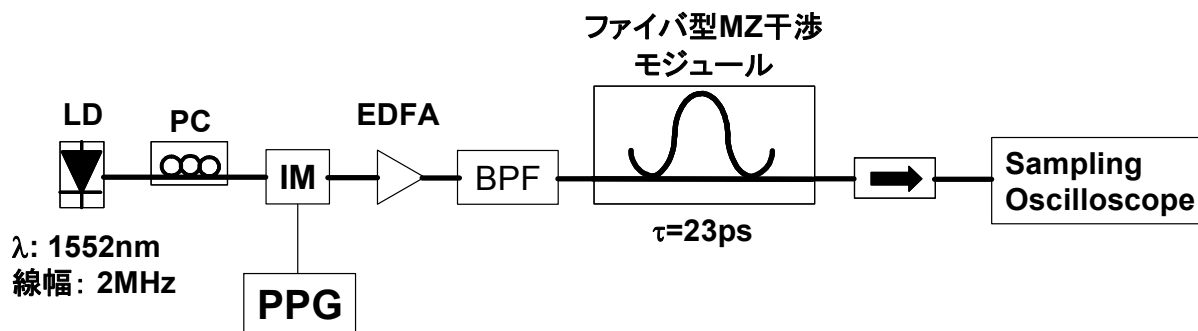 ファイバ型MZ干渉
モジュール
LD
PC
EDFA
IM
BPF
Sampling
Oscilloscope
τ=23ps
λ: 1552nm
線幅: 2MHz
PPG